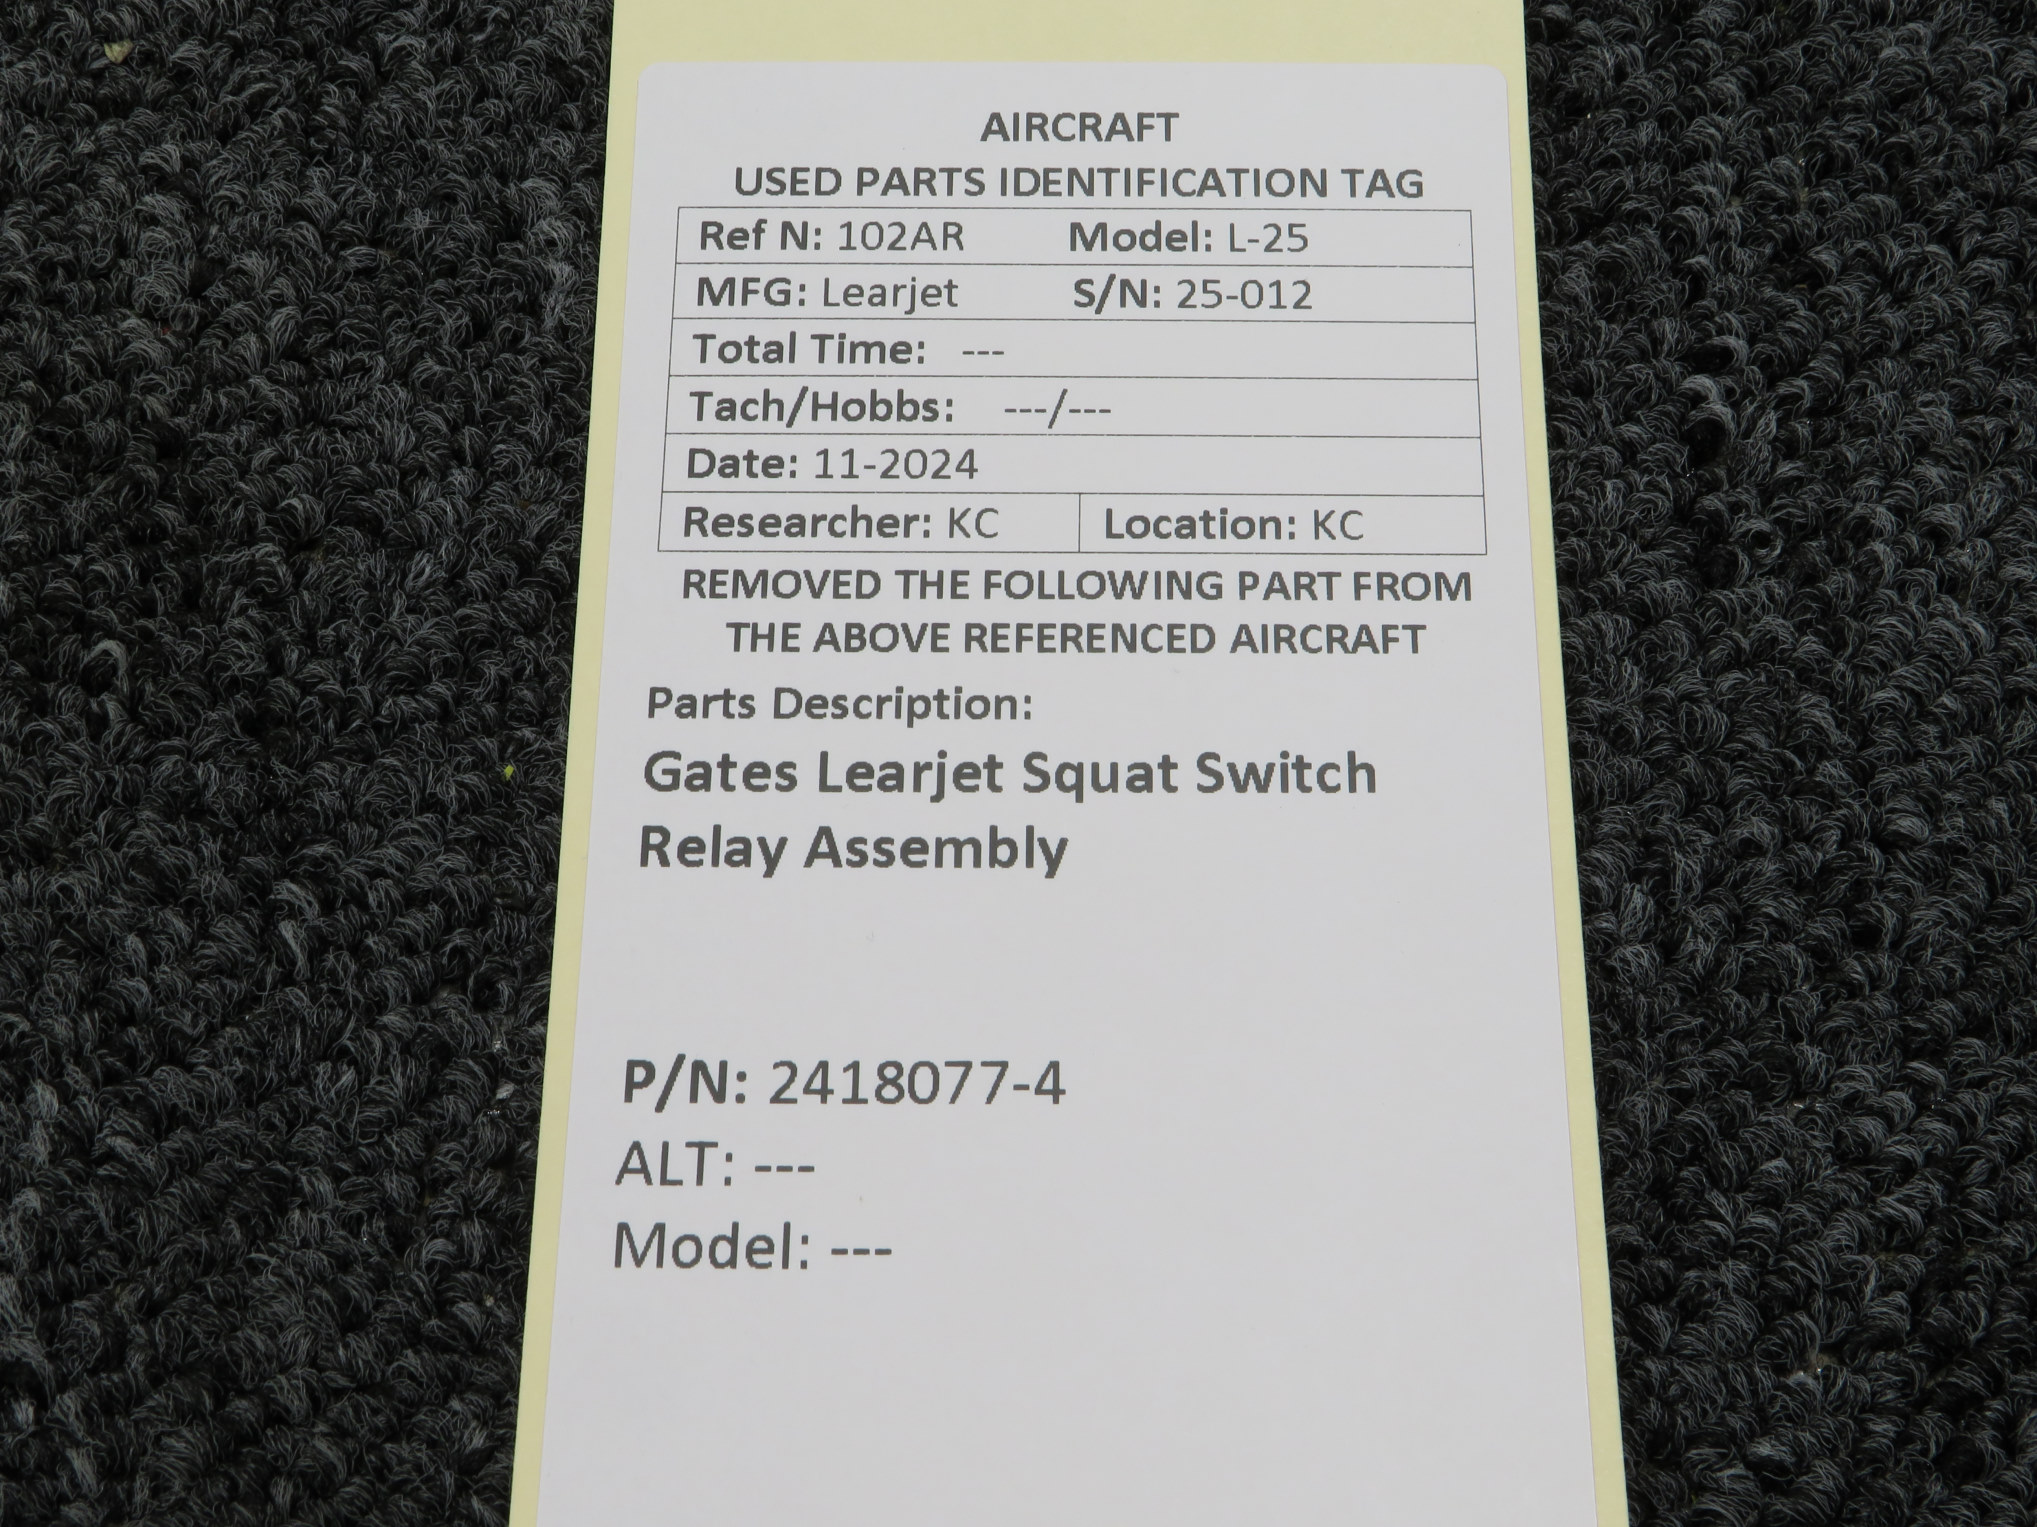 AIRCRAFT
USED PARTS IDENTIFICATION TAG
Ref N: 102AR Model: L-25
MFG: Learjet S/N: 25-012
Total Time: ---
Tach/Hobbs: ---/---
Date: 11-2024
Researcher: KC Location: KC
REMOVED THE FOLLOWING PART FROM
THE ABOVE REFERENCED AIRCRAFT
Parts Description:
Gates Learjet Squat Switch
Relay Assembly
P/N: 2418077-4
ALT: ---
Model: ---